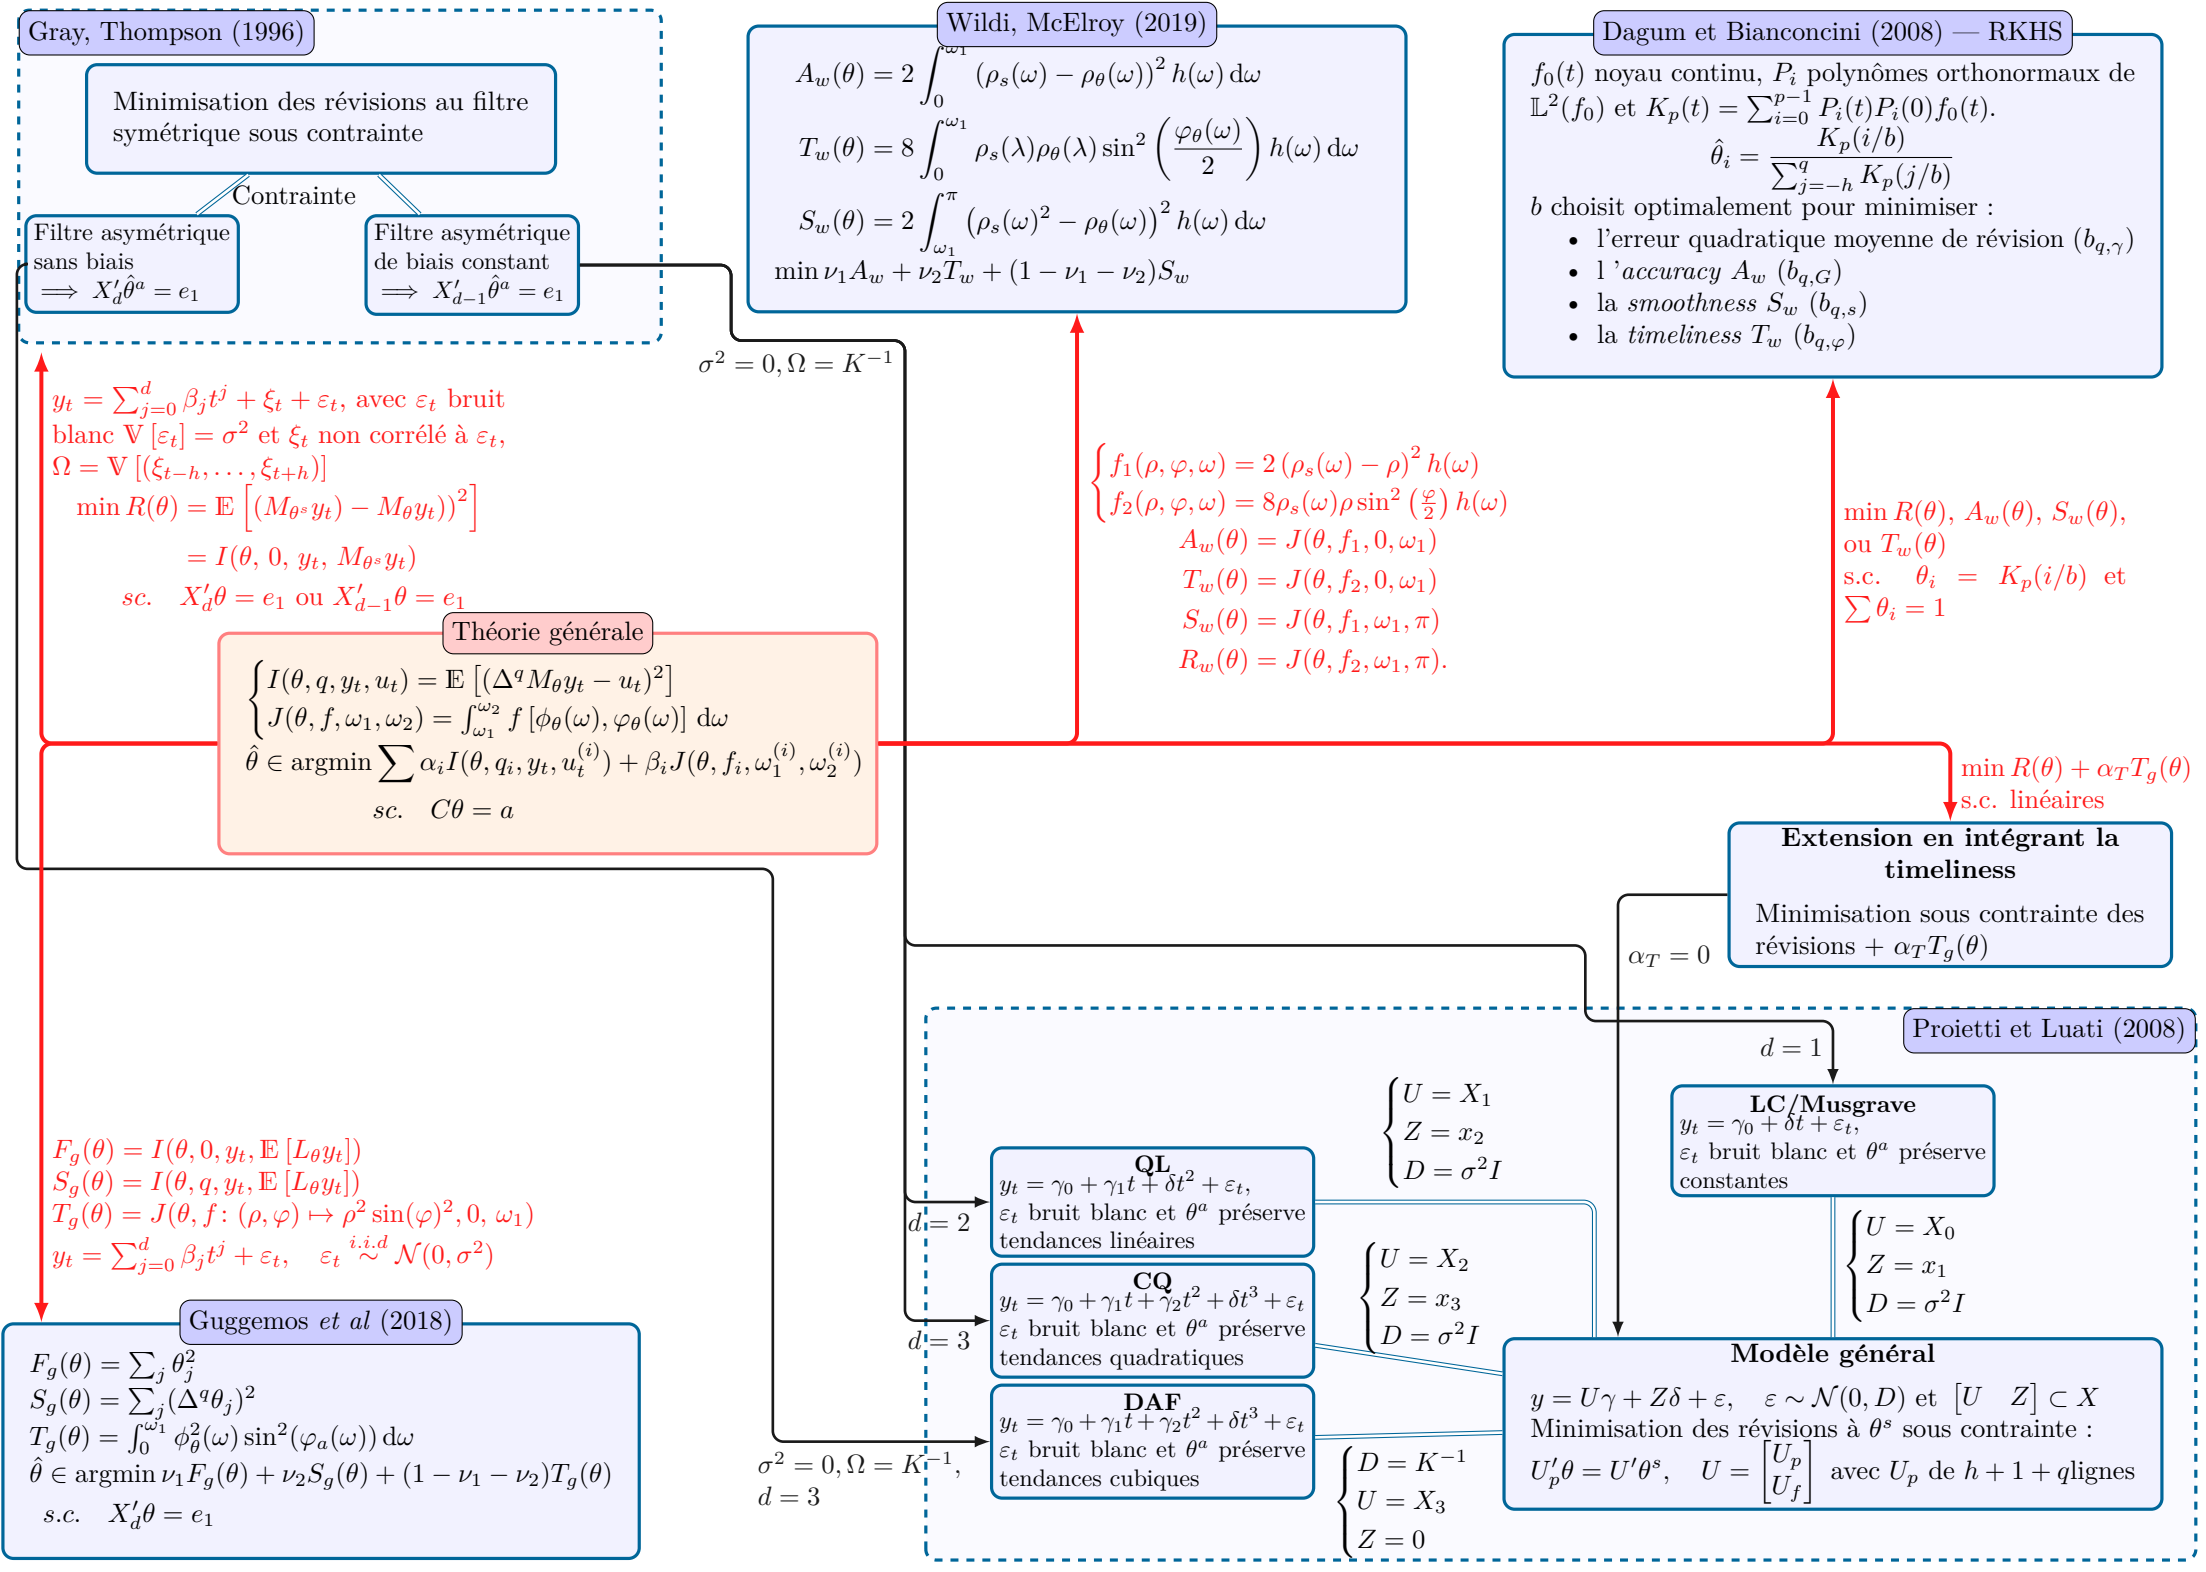 Gray, Thompson (1996)
Minimisation des révisions au filtre
symétrique sous contrainte
Contrainte
Filtre asymétrique
sans biais
⟹ X′_d θ̂^a = e_1
Filtre asymétrique
de biais constant
⟹ X′_{d−1} θ̂^a = e_1
Wildi, McElroy (2019)
A_w(θ) = 2 ∫_0^{ω_1} (ρ_s(ω) − ρ_θ(ω))^2 h(ω) dω
T_w(θ) = 8 ∫_0^{ω_1} ρ_s(λ)ρ_θ(λ) sin^2 (φ_θ(ω)/2) h(ω) dω
S_w(θ) = 2 ∫_{ω_1}^π (ρ_s(ω)^2 − ρ_θ(ω))^2 h(ω) dω
min ν_1 A_w + ν_2 T_w + (1 − ν_1 − ν_2)S_w
Dagum et Bianconcini (2008) — RKHS
f_0(t) noyau continu, P_i polynômes orthonormaux de
𝕃^2(f_0) et K_p(t) = ∑_{i=0}^{p−1} P_i(t)P_i(0)f_0(t).
θ̂_i = K_p(i/b) / ∑_{j=−h}^q K_p(j/b)
b choisit optimalement pour minimiser :
• l'erreur quadratique moyenne de révision (b_{q,γ})
• l 'accuracy A_w (b_{q,G})
• la smoothness S_w (b_{q,s})
• la timeliness T_w (b_{q,φ})
σ^2 = 0, Ω = K^{−1}
y_t = ∑_{j=0}^d β_j t^j + ξ_t + ε_t, avec ε_t bruit
blanc 𝕍 [ε_t] = σ^2 et ξ_t non corrélé à ε_t,
Ω = 𝕍 [(ξ_{t−h}, …, ξ_{t+h})]
min R(θ) = 𝔼 [(M_{θ^s} y_t) − M_θ y_t))^2]
= I(θ, 0, y_t, M_{θ^s} y_t)
sc. X′_d θ = e_1 ou X′_{d−1} θ = e_1
{ f_1(ρ, φ, ω) = 2 (ρ_s(ω) − ρ)^2 h(ω)
f_2(ρ, φ, ω) = 8ρ_s(ω)ρ sin^2 (φ/2) h(ω)
A_w(θ) = J(θ, f_1, 0, ω_1)
T_w(θ) = J(θ, f_2, 0, ω_1)
S_w(θ) = J(θ, f_1, ω_1, π)
R_w(θ) = J(θ, f_2, ω_1, π).
min R(θ), A_w(θ), S_w(θ),
ou T_w(θ)
s.c. θ_i = K_p(i/b) et
∑ θ_i = 1
Théorie générale
{ I(θ, q, y_t, u_t) = 𝔼 [(Δ^q M_θ y_t − u_t)^2]
J(θ, f, ω_1, ω_2) = ∫_{ω_1}^{ω_2} f [ϕ_θ(ω), φ_θ(ω)] dω
θ̂ ∈ argmin ∑ α_i I(θ, q_i, y_t, u_t^{(i)}) + β_i J(θ, f_i, ω_1^{(i)}, ω_2^{(i)})
sc. Cθ = a
min R(θ) + α_T T_g(θ)
s.c. linéaires
Extension en intégrant la
timeliness
Minimisation sous contrainte des
révisions + α_T T_g(θ)
α_T = 0
Proietti et Luati (2008)
d = 1
LC/Musgrave
y_t = γ_0 + δt + ε_t,
ε_t bruit blanc et θ^a préserve
constantes
{ U = X_0
Z = x_1
D = σ^2 I
{ U = X_1
Z = x_2
D = σ^2 I
QL
y_t = γ_0 + γ_1 t + δt^2 + ε_t,
ε_t bruit blanc et θ^a préserve
tendances linéaires
d = 2
{ U = X_2
Z = x_3
D = σ^2 I
CQ
y_t = γ_0 + γ_1 t + γ_2 t^2 + δt^3 + ε_t
ε_t bruit blanc et θ^a préserve
tendances quadratiques
d = 3
DAF
y_t = γ_0 + γ_1 t + γ_2 t^2 + δt^3 + ε_t
ε_t bruit blanc et θ^a préserve
tendances cubiques
σ^2 = 0, Ω = K^{−1},
d = 3
{ D = K^{−1}
U = X_3
Z = 0
Modèle général
y = Uγ + Zδ + ε, ε ∼ 𝒩(0, D) et [U Z] ⊂ X
Minimisation des révisions à θ^s sous contrainte :
U′_p θ = U′θ^s, U = [U_p U_f] avec U_p de h + 1 + qlignes
F_g(θ) = I(θ, 0, y_t, 𝔼 [L_θ y_t])
S_g(θ) = I(θ, q, y_t, 𝔼 [L_θ y_t])
T_g(θ) = J(θ, f : (ρ, φ) ↦ ρ^2 sin(φ)^2, 0, ω_1)
y_t = ∑_{j=0}^d β_j t^j + ε_t, ε_t ∼^{i.i.d} 𝒩(0, σ^2)
Guggemos et al (2018)
F_g(θ) = ∑_j θ_j^2
S_g(θ) = ∑_j (Δ^q θ_j)^2
T_g(θ) = ∫_0^{ω_1} ϕ_θ^2(ω) sin^2(φ_a(ω)) dω
θ̂ ∈ argmin ν_1 F_g(θ) + ν_2 S_g(θ) + (1 − ν_1 − ν_2)T_g(θ)
s.c. X′_d θ = e_1